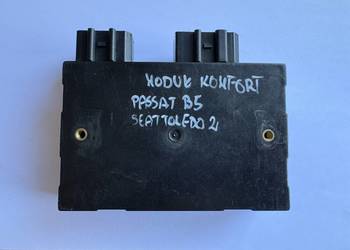 MODUŁ KOMFORT
PASSAT B5
SEAT TOLEDO 2